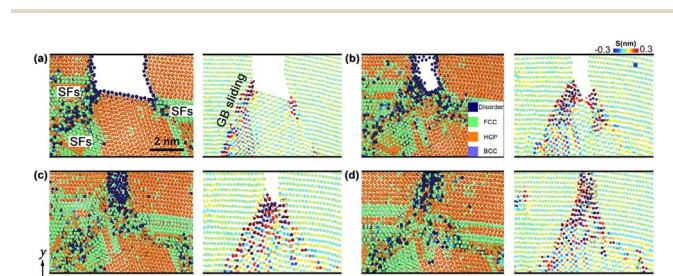 (a)
SFs
SFs
SFs
2 nm
GB sliding
(b)
Disorder
FCC
HCP
BCC
S(nm)
-0.3 0.3
(c)
(d)
y